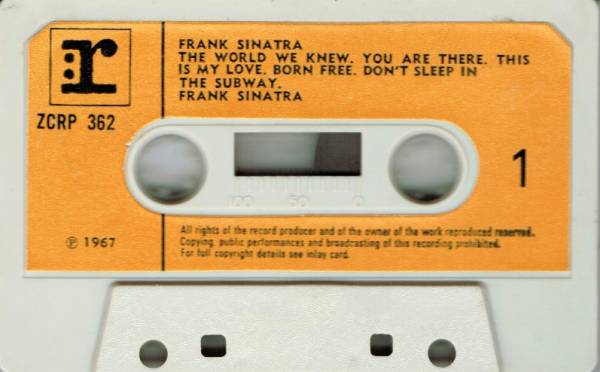 r
FRANK SINATRA
THE WORLD WE KNEW. YOU ARE THERE. THIS
IS MY LOVE. BORN FREE. DON'T SLEEP IN
THE SUBWAY.
FRANK SINATRA
ZCRP 362
1
100 50 0
All rights of the record producer and of the owner of the work reproduced reserved.
Copying, public performances and broadcasting of this recording prohibited.
For full copyright details see inlay card.
℗ 1967